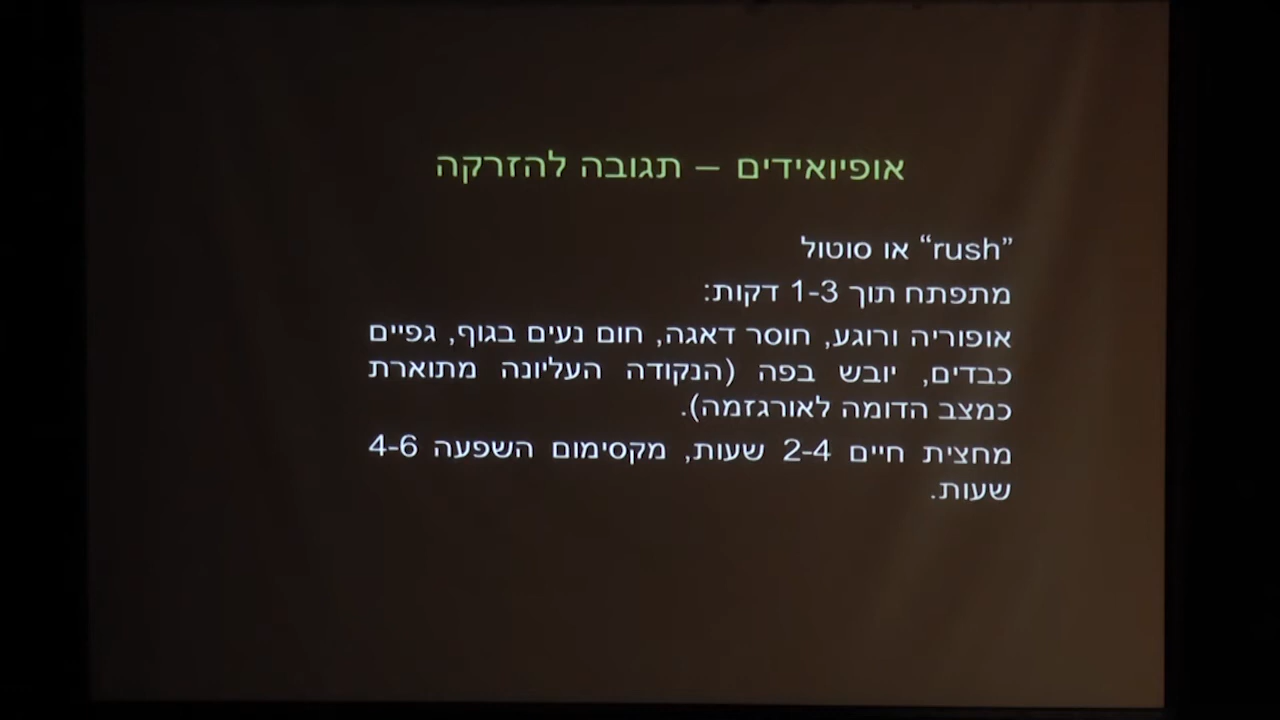 אופיואידים – תגובה להזרקה
"rush" או סוטול
מתפתח תוך 1-3 דקות:
אופוריה ורוגע, חוסר דאגה, חום נעים בגוף, גפיים
כבדים, יובש בפה (הנקודה העליונה מתוארת
כמצב הדומה לאורגזמה).
מחצית חיים 2-4 שעות, מקסימום השפעה 4-6
שעות.